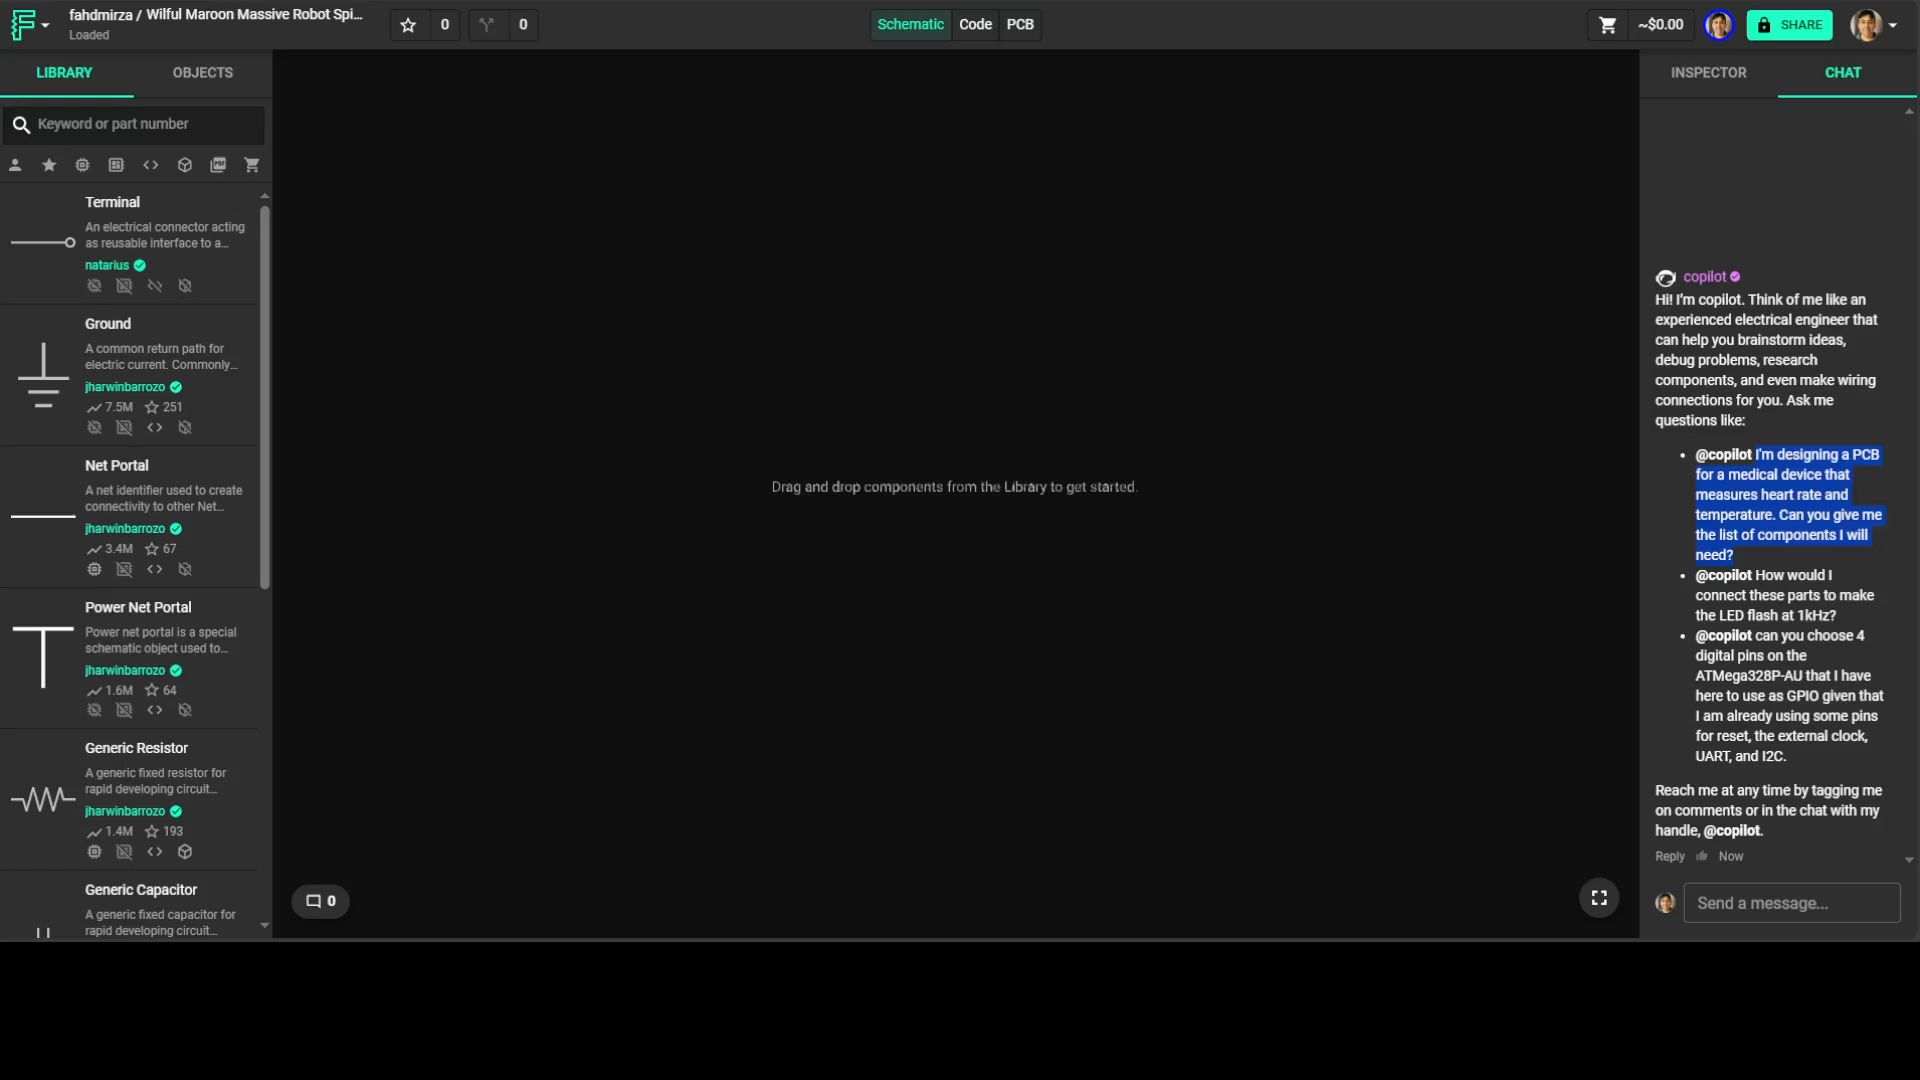 fahdmirza / Wilful Maroon Massive Robot Spi...
Loaded
0
0
Schematic
Code
PCB
~$0.00
SHARE
LIBRARY
OBJECTS
Keyword or part number
Terminal
An electrical connector acting
as reusable interface to a...
natarius
Ground
A common return path for
electric current. Commonly...
jharwinbarrozo
7.5M
251
Net Portal
A net identifier used to create
connectivity to other Net...
jharwinbarrozo
3.4M
67
Power Net Portal
Power net portal is a special
schematic object used to...
jharwinbarrozo
1.6M
64
Generic Resistor
A generic fixed resistor for
rapid developing circuit...
jharwinbarrozo
1.4M
193
Generic Capacitor
A generic fixed capacitor for
rapid developing circuit...
Drag and drop components from the Library to get started.
0
INSPECTOR
CHAT
copilot
Hi! I'm copilot. Think of me like an
experienced electrical engineer that
can help you brainstorm ideas,
debug problems, research
components, and even make wiring
connections for you. Ask me
questions like:
• @copilot I'm designing a PCB
for a medical device that
measures heart rate and
temperature. Can you give me
the list of components I will
need?
• @copilot How would I
connect these parts to make
the LED flash at 1kHz?
• @copilot can you choose 4
digital pins on the
ATMega328P-AU that I have
here to use as GPIO given that
I am already using some pins
for reset, the external clock,
UART, and I2C.
Reach me at any time by tagging me
on comments or in the chat with my
handle, @copilot.
Reply
Now
Send a message...